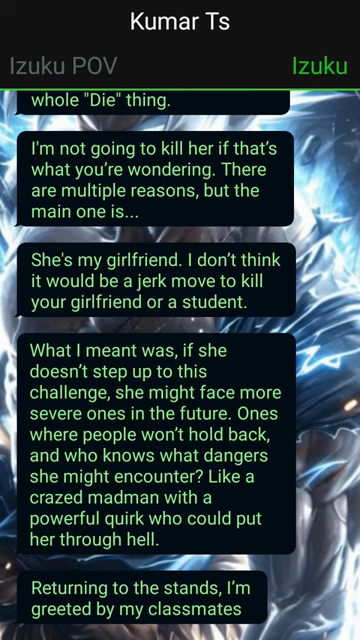 Kumar Ts
Izuku POV
Izuku
whole "Die" thing.
I'm not going to kill her if that’s
what you’re wondering. There
are multiple reasons, but the
main one is...
She's my girlfriend. I don’t think
it would be a jerk move to kill
your girlfriend or a student.
What I meant was, if she
doesn’t step up to this
challenge, she might face more
severe ones in the future. Ones
where people won’t hold back,
and who knows what dangers
she might encounter? Like a
crazed madman with a
powerful quirk who could put
her through hell.
Returning to the stands, I’m
greeted by my classmates